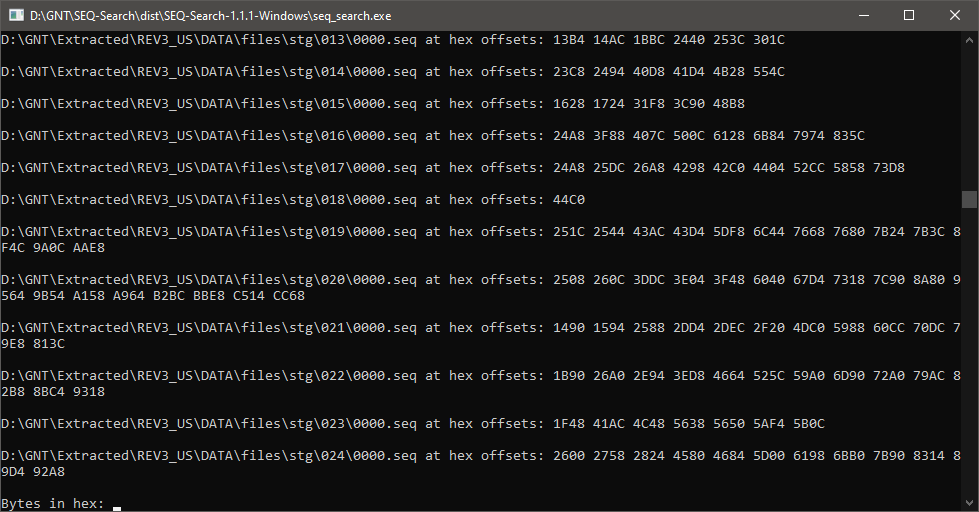 D:\GNT\SEQ-Search\dist\SEQ-Search-1.1.1-Windows\seq_search.exe
D:\GNT\Extracted\REV3_US\DATA\files\stg\013\0000.seq at hex offsets: 13B4 14AC 1BBC 2440 253C 301C
D:\GNT\Extracted\REV3_US\DATA\files\stg\014\0000.seq at hex offsets: 23C8 2494 40D8 41D4 4B28 554C
D:\GNT\Extracted\REV3_US\DATA\files\stg\015\0000.seq at hex offsets: 1628 1724 31F8 3C90 48B8
D:\GNT\Extracted\REV3_US\DATA\files\stg\016\0000.seq at hex offsets: 24A8 3F88 407C 500C 6128 6B84 7974 835C
D:\GNT\Extracted\REV3_US\DATA\files\stg\017\0000.seq at hex offsets: 24A8 25DC 26A8 4298 42C0 4404 52CC 5858 73D8
D:\GNT\Extracted\REV3_US\DATA\files\stg\018\0000.seq at hex offsets: 44C0
D:\GNT\Extracted\REV3_US\DATA\files\stg\019\0000.seq at hex offsets: 251C 2544 43AC 43D4 5DF8 6C44 7668 7680 7B24 7B3C 8
F4C 9A0C AAE8
D:\GNT\Extracted\REV3_US\DATA\files\stg\020\0000.seq at hex offsets: 2508 260C 3DDC 3E04 3F48 6040 67D4 7318 7C90 8A80 9
564 9B54 A158 A964 B2BC BBE8 C514 CC68
D:\GNT\Extracted\REV3_US\DATA\files\stg\021\0000.seq at hex offsets: 1490 1594 2588 2DD4 2DEC 2F20 4DC0 5988 60CC 70DC 7
9E8 813C
D:\GNT\Extracted\REV3_US\DATA\files\stg\022\0000.seq at hex offsets: 1B90 26A0 2E94 3ED8 4664 525C 59A0 6D90 72A0 79AC 8
2B8 8BC4 9318
D:\GNT\Extracted\REV3_US\DATA\files\stg\023\0000.seq at hex offsets: 1F48 41AC 4C48 5638 5650 5AF4 5B0C
D:\GNT\Extracted\REV3_US\DATA\files\stg\024\0000.seq at hex offsets: 2600 2758 2824 4580 4684 5D00 6198 6BB0 7B90 8314 8
9D4 92A8
Bytes in hex: